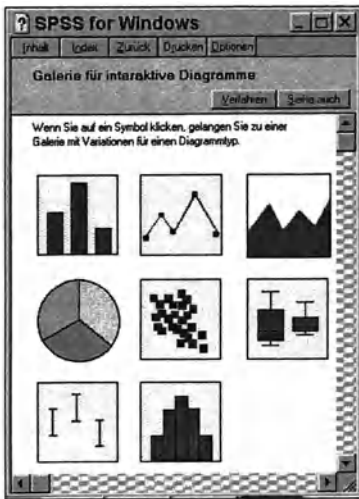 ? SPSS for Windows
Inhalt Index Zurück Drucken Optionen
Galerie für interaktive Diagramme
Verfahren Siehe auch
Wenn Sie auf ein Symbol klicken, gelangen Sie zu einer
Galerie mit Variationen für einen Diagrammtyp.